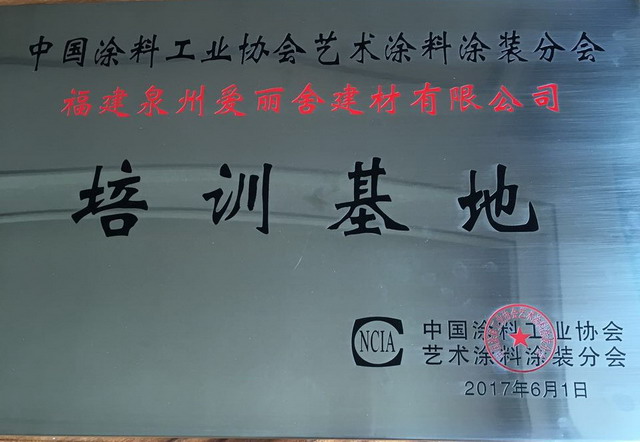 中国涂料工业协会艺术涂料涂装分会
福建泉州爱丽舍建材有限公司
培训基地
NCIA
中国涂料工业协会
艺术涂料涂装分会
2017年6月1日